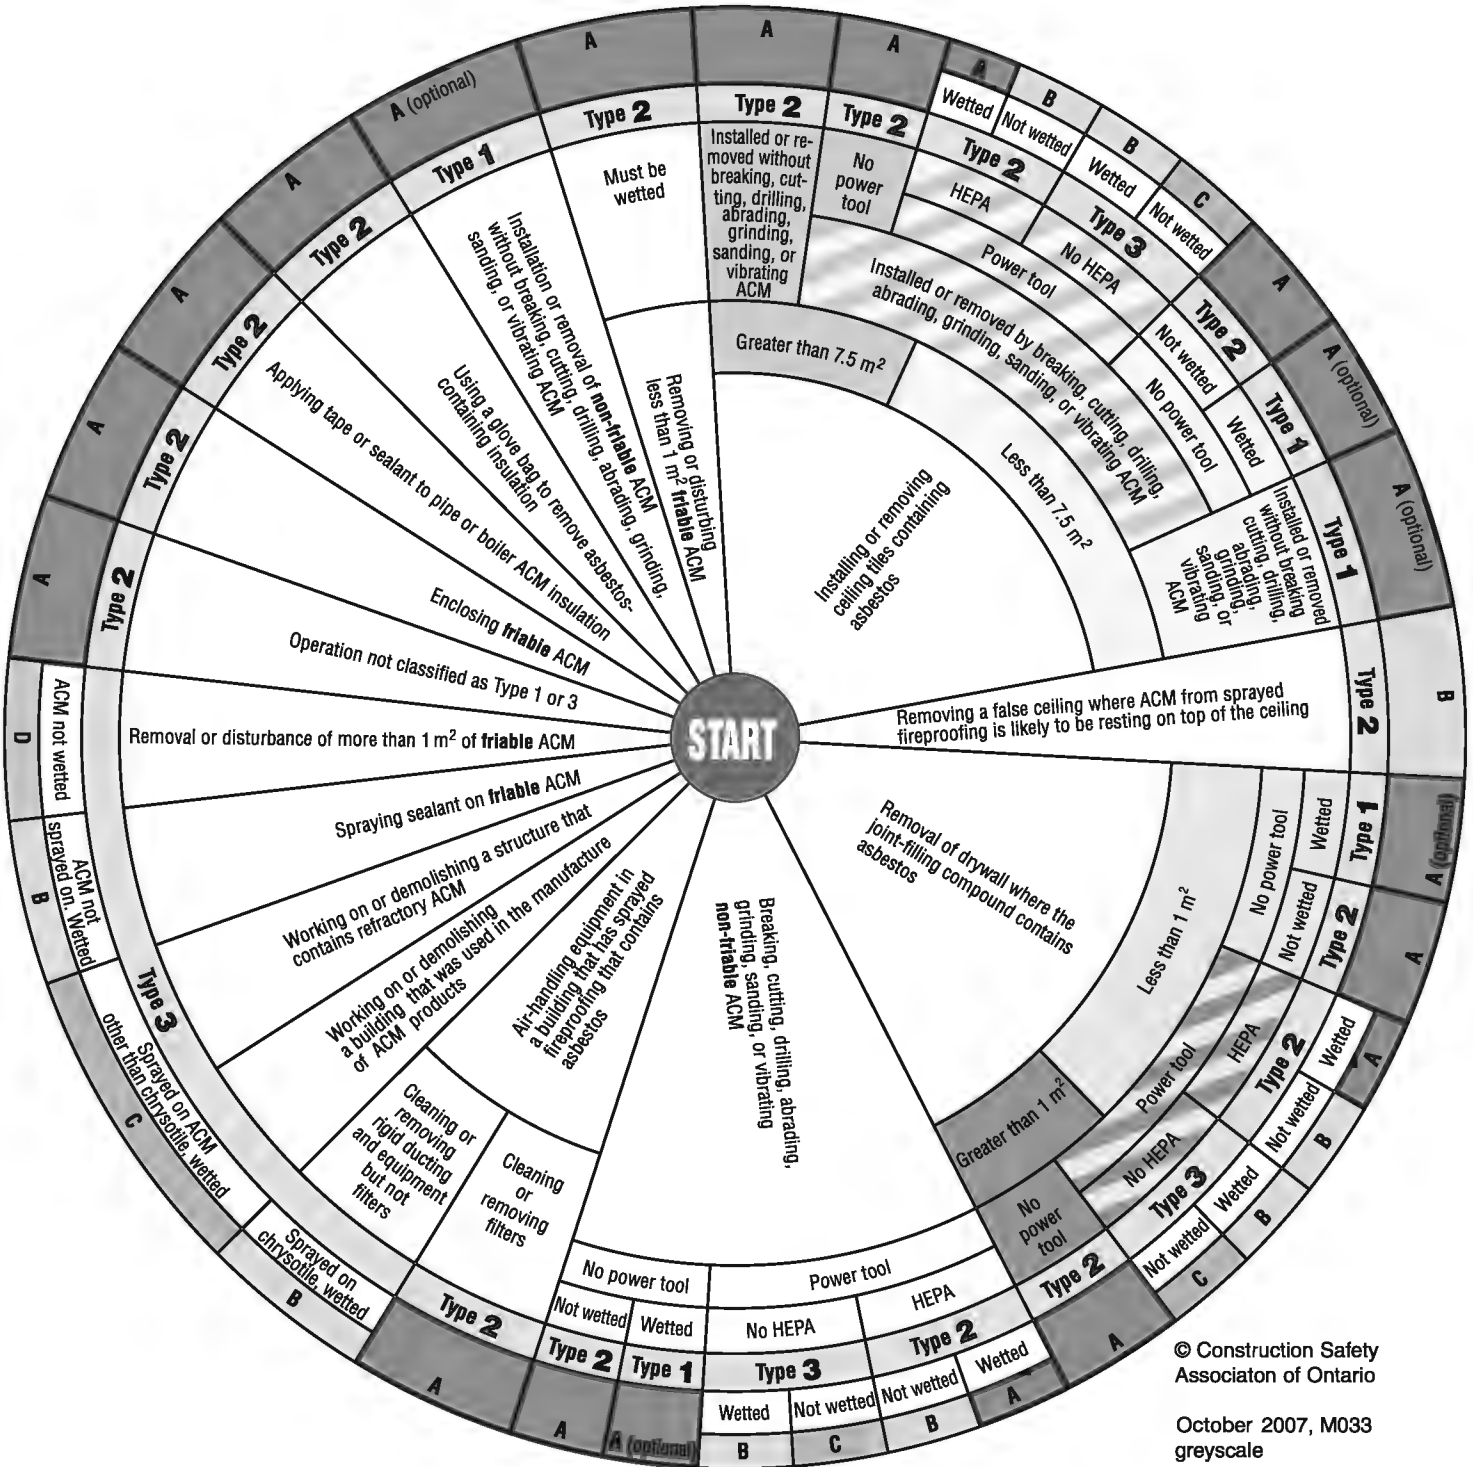 START
A
Type 2
Installed or re-
moved without
breaking, cut-
ting, drilling,
abrading,
grinding,
sanding, or
vibrating
ACM
A
Type 2
No
power
tool
A
Wetted
B
Not wetted
Type 2
HEPA
B
Wetted
C
Not wetted
Type 3
No HEPA
Power tool
Installed or removed by breaking, cutting, drilling,
abrading, grinding, sanding, or vibrating ACM
Greater than 7.5 m²
Less than 7.5 m²
Installing or removing
ceiling tiles containing
asbestos
A
Type 2
Not wetted
A (optional)
Type 1
Wetted
No power tool
A (optional)
Type 1
Installed or removed
without breaking
cutting, drilling,
abrading,
grinding,
sanding, or
vibrating
ACM
B
Type 2
Removing a false ceiling where ACM from sprayed
fireproofing is likely to be resting on top of the ceiling
A (optional)
Type 1
Wetted
No power tool
A
Type 2
Not wetted
Less than 1 m²
Removal of drywall where the
joint-filling compound contains
asbestos
A
Wetted
B
Not wetted
Type 2
HEPA
Power tool
B
Wetted
C
Not wetted
Type 3
No HEPA
Greater than 1 m²
No
power
tool
Type 2
A
Breaking, cutting, drilling, abrading,
grinding, sanding, or vibrating
non-friable ACM
Power tool
HEPA
Type 2
Wetted
A
Not wetted
B
No HEPA
Type 3
Not wetted
C
Wetted
B
No power tool
Wetted
Type 1
A (optional)
Not wetted
Type 2
A
Air-handling equipment in
a building that has sprayed
fireproofing that contains
asbestos
Cleaning
or
removing
filters
Type 2
A
Cleaning or
removing
rigid ducting
and equipment
but not
filters
Working on or demolishing
a building that was used in the manufacture
of ACM products
Working on or demolishing a structure that
contains refractory ACM
Spraying sealant on friable ACM
Removal or disturbance of more than 1 m² of friable ACM
Type 3
Sprayed on
chrysotile, wetted
B
Sprayed on ACM
other than chrysotile, wetted
C
ACM not
sprayed on. Wetted
B
ACM not wetted
D
Operation not classified as Type 1 or 3
Type 2
A
Enclosing friable ACM
Type 2
A
Applying tape or sealant to pipe or boiler ACM insulation
Type 2
A
Using a glove bag to remove asbestos-
containing insulation
Type 2
A
Installation or removal of non-friable ACM
without breaking, cutting, drilling, abrading, grinding,
sanding, or vibrating ACM
Type 1
A (optional)
Removing or disturbing
less than 1 m² friable ACM
Must be
wetted
Type 2
A
© Construction Safety
Associaton of Ontario
October 2007, M033
greyscale